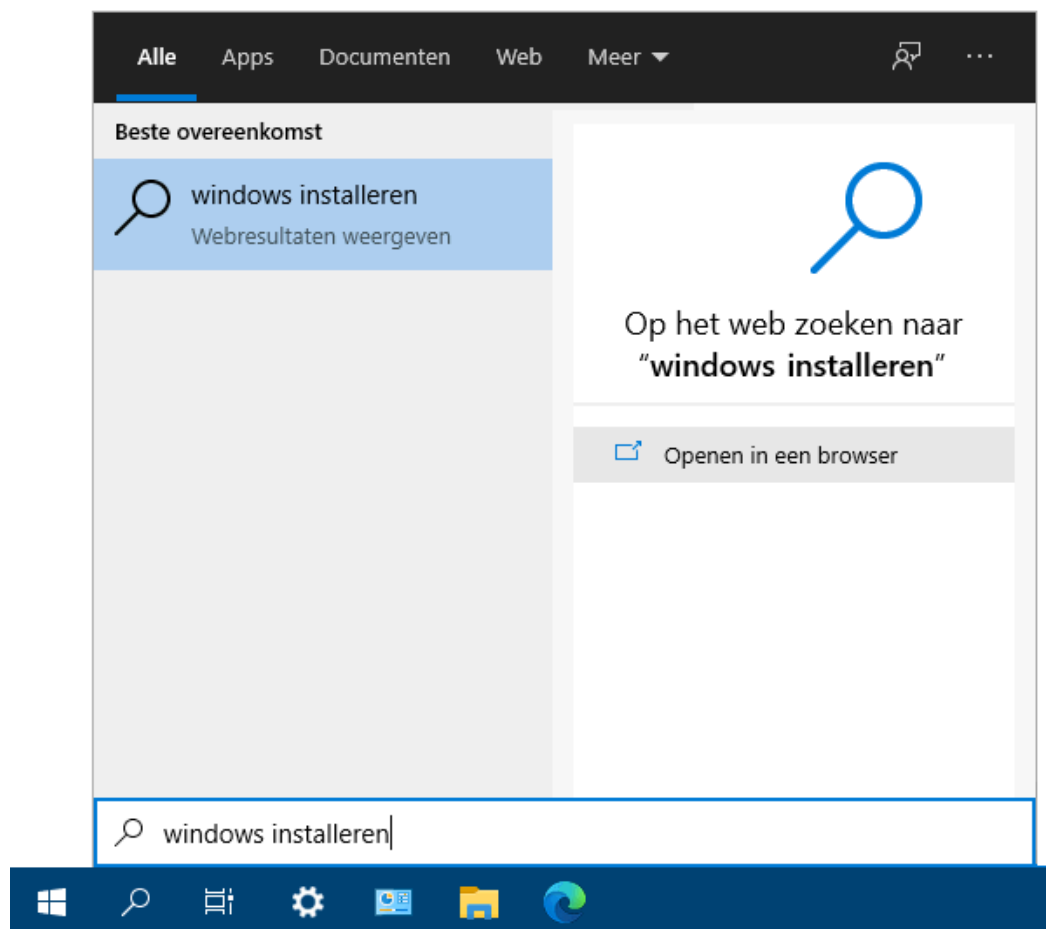 Alle Apps Documenten Web Meer
Beste overeenkomst
windows installeren
Webresultaten weergeven
Op het web zoeken naar
“windows installeren”
Openen in een browser
windows installeren